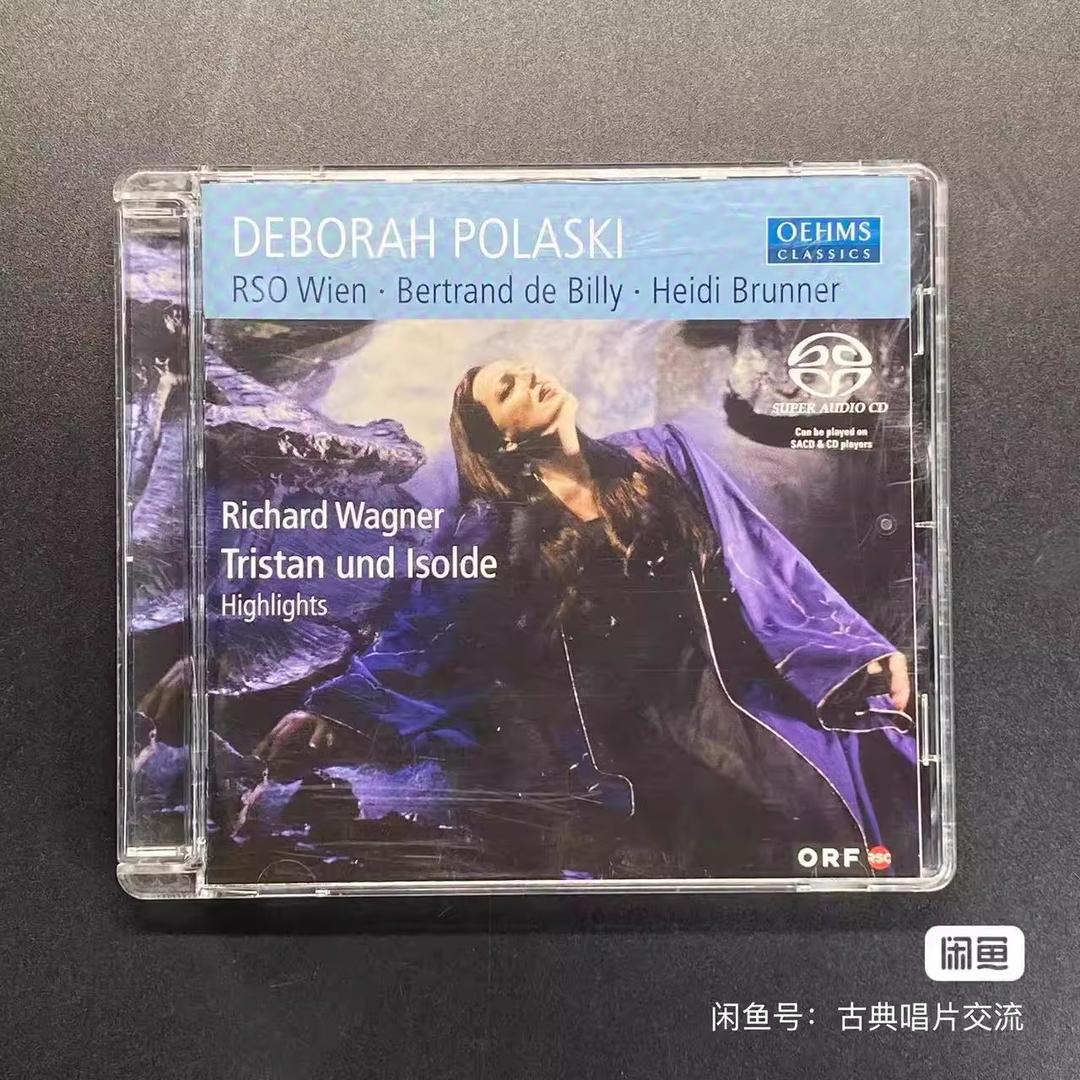 DEBORAH POLASKI
OEHMS
CLASSICS
RSO Wien · Bertrand de Billy · Heidi Brunner
SUPER AUDIO CD
Can be played on
SACD & CD players
Richard Wagner
Tristan und Isolde
Highlights
ORF RSO
闲鱼
闲鱼号：古典唱片交流